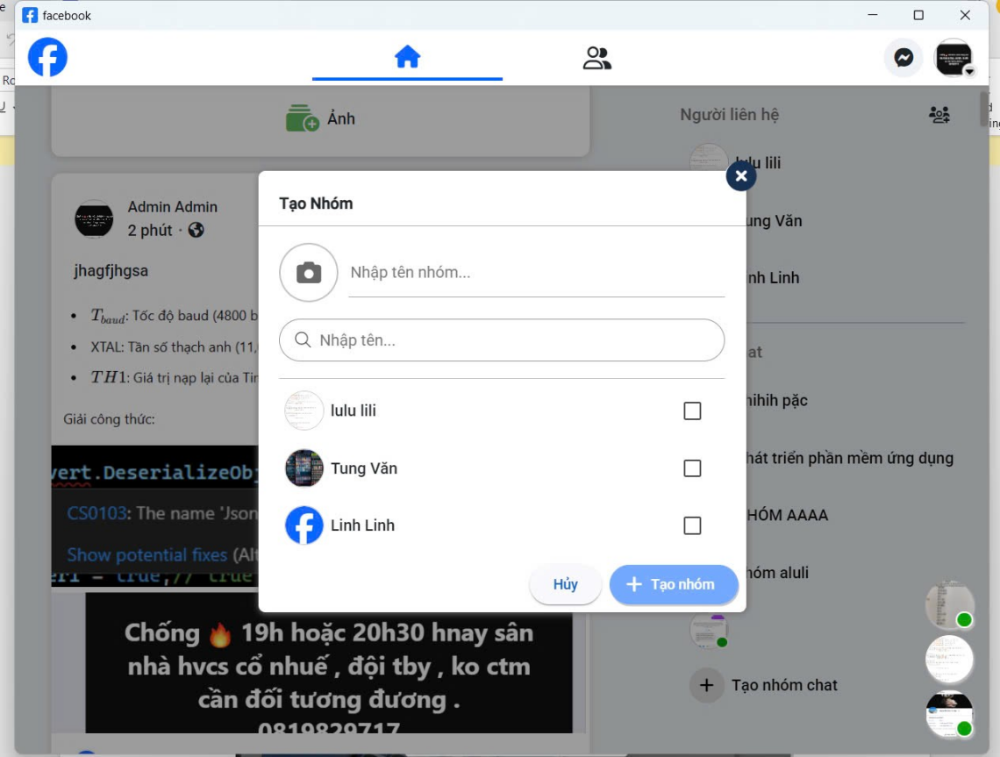 facebook
Ảnh
Người liên hệ
lulu lili
Admin Admin
2 phút ·
jhagfjhgsa
T_baud: Tốc độ baud (4800 b
XTAL: Tần số thạch anh (11,
TH1: Giá trị nạp lại của Tir
Giải công thức:
vert.DeserializeObj
CS0103: The name 'Json
Show potential fixes (Alt
= true;// true
Chống 🔥 19h hoặc 20h30 hnay sân
nhà hvcs cổ nhuế , đội tby , ko ctm
cần đối tương đương .
0819829717
Tạo Nhóm
Nhập tên nhóm...
Nhập tên...
lulu lili
Tung Văn
Linh Linh
Hủy
+ Tạo nhóm
ung Văn
nh Linh
at
hihih pặc
hát triển phần mềm ứng dụng
HÓM AAAA
hóm aluli
+ Tạo nhóm chat